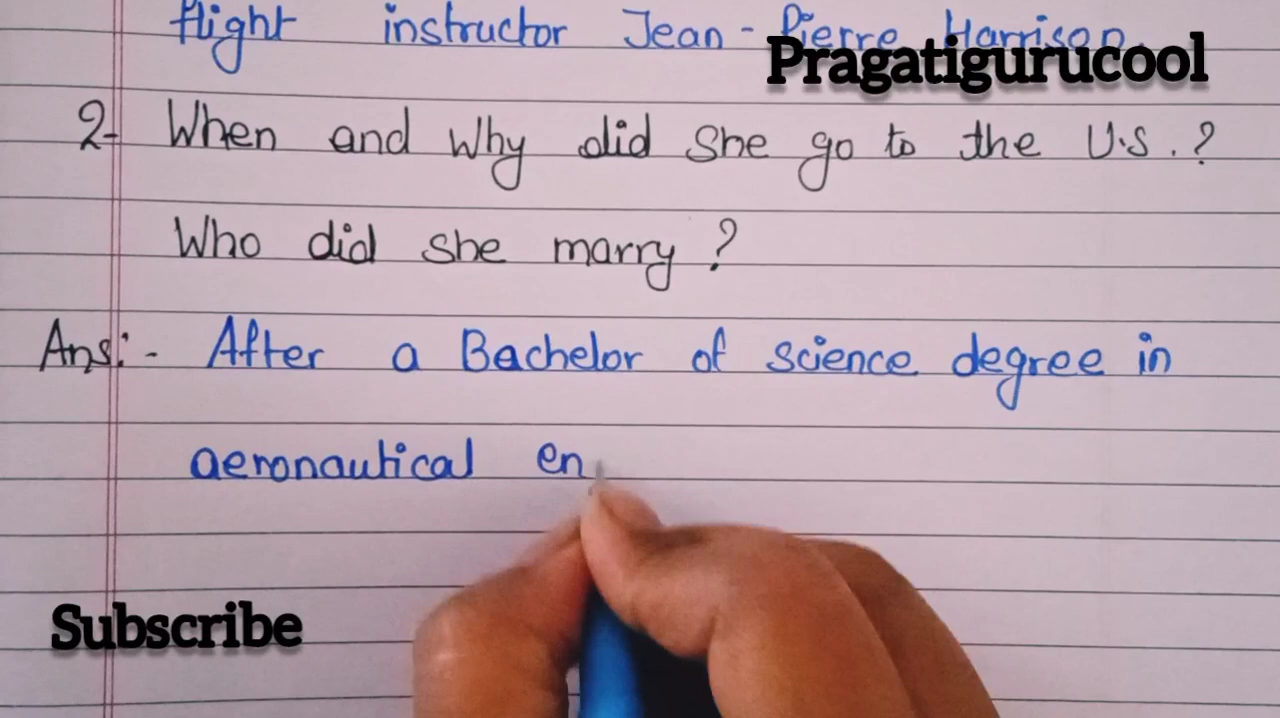 flight instructor Jean-Pierre Harrison.
Pragatigurucool
2- When and Why did she go to the U.S.?
Who did she marry?
Ans:- After a Bachelor of science degree in
aeronautical en
Subscribe